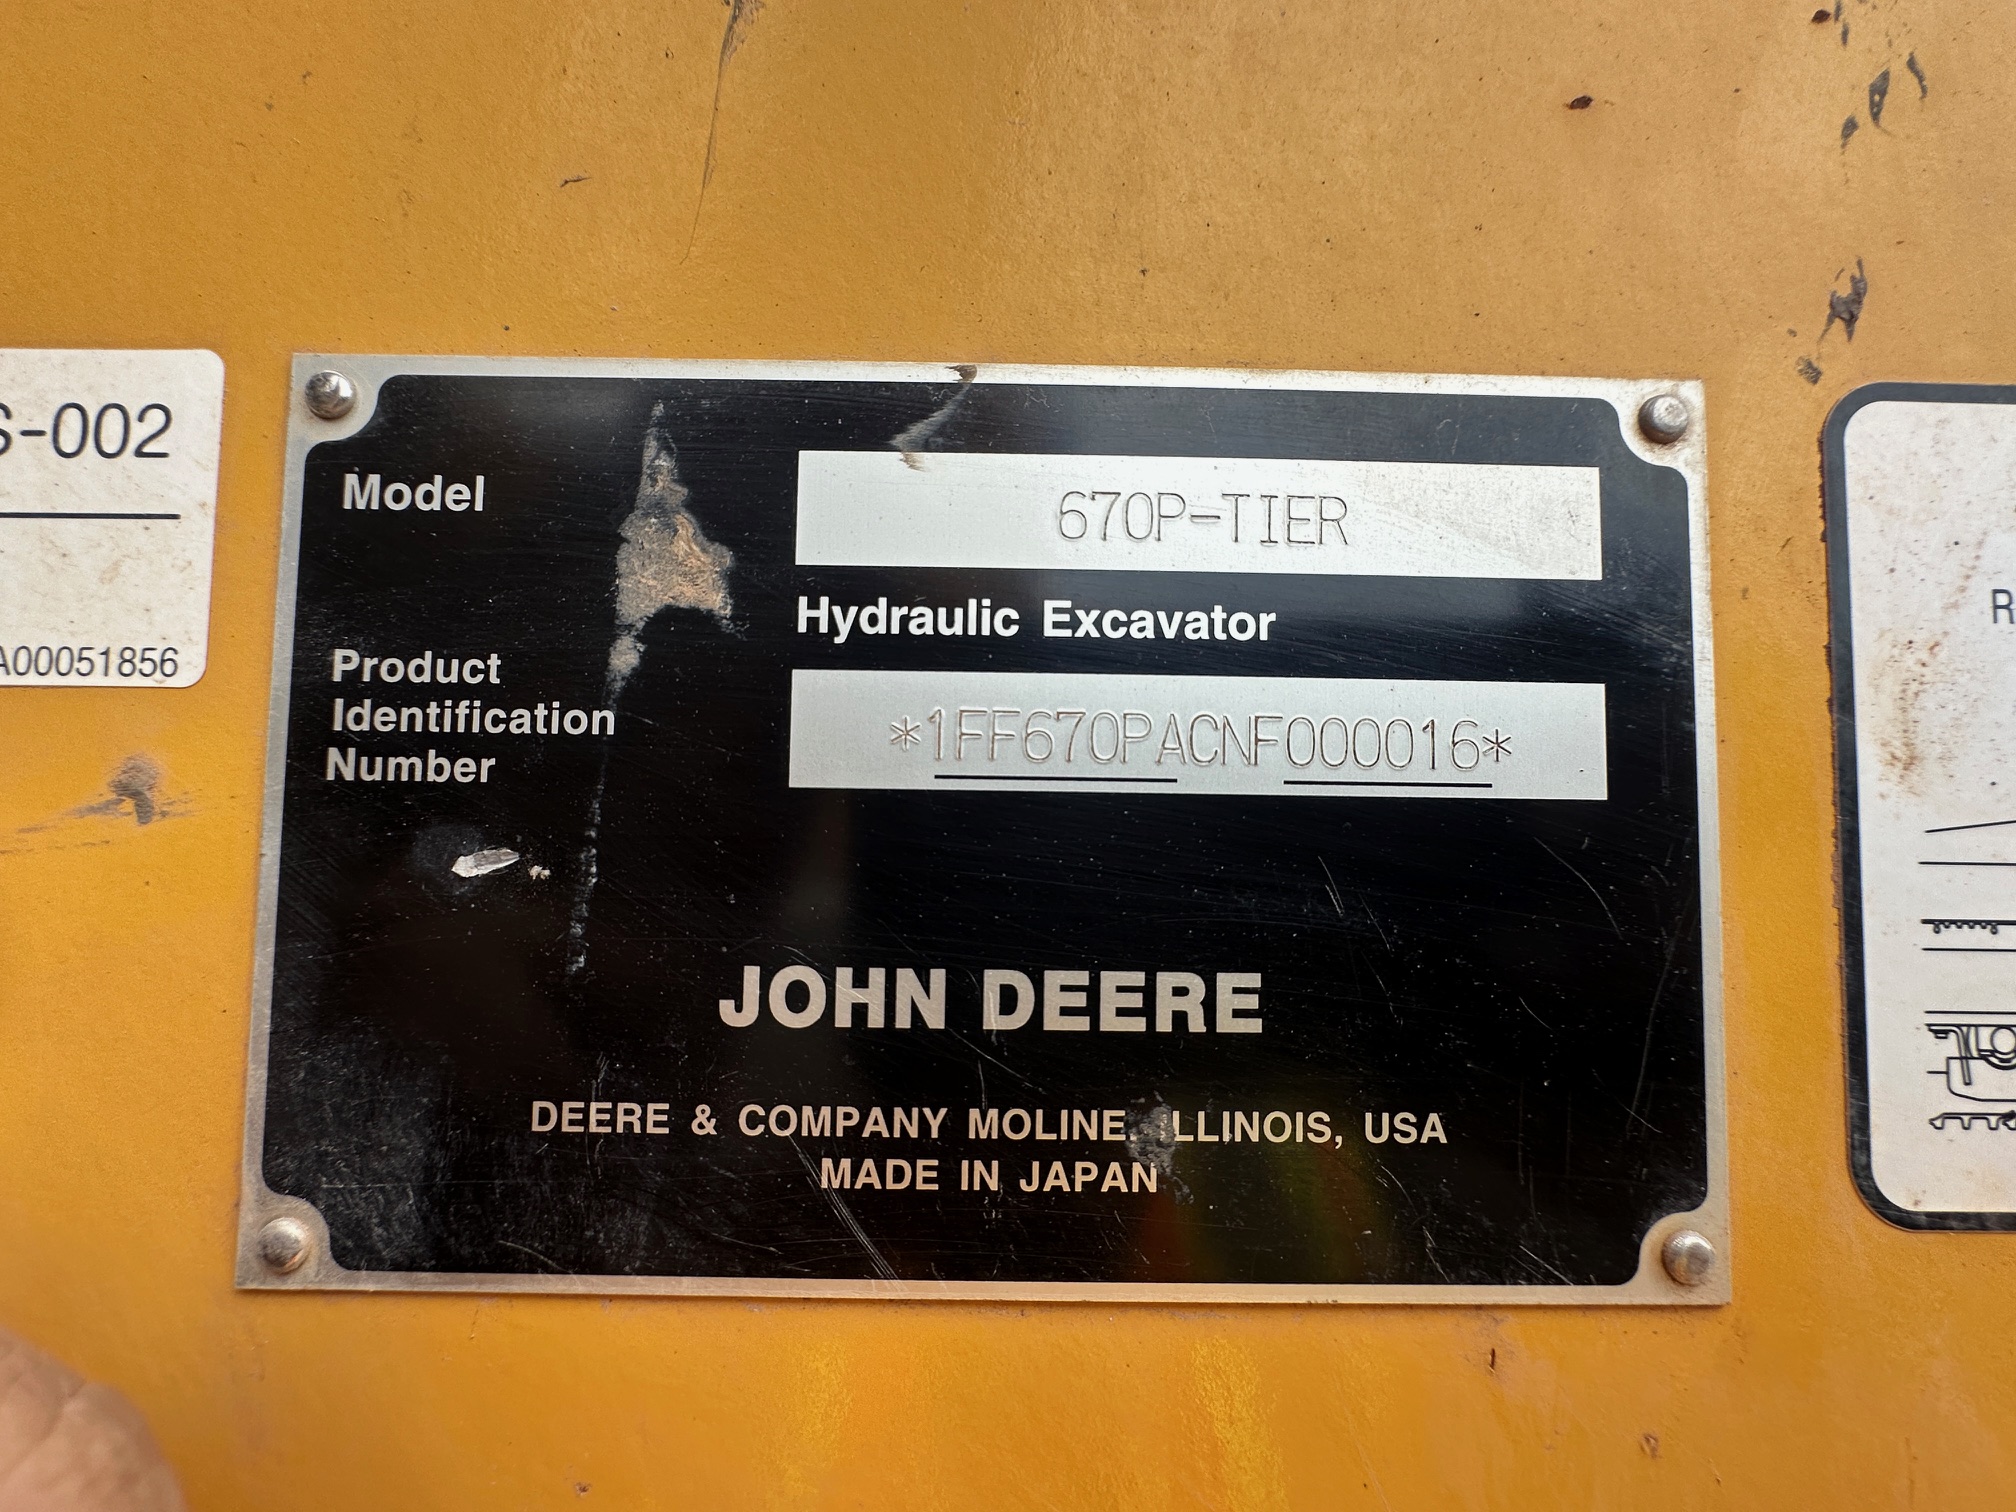 S-002
A00051856
Model
670P-TIER
Hydraulic Excavator
Product
Identification
Number
*1FF670PACNF000016*
JOHN DEERE
DEERE & COMPANY MOLINE, ILLINOIS, USA
MADE IN JAPAN
R